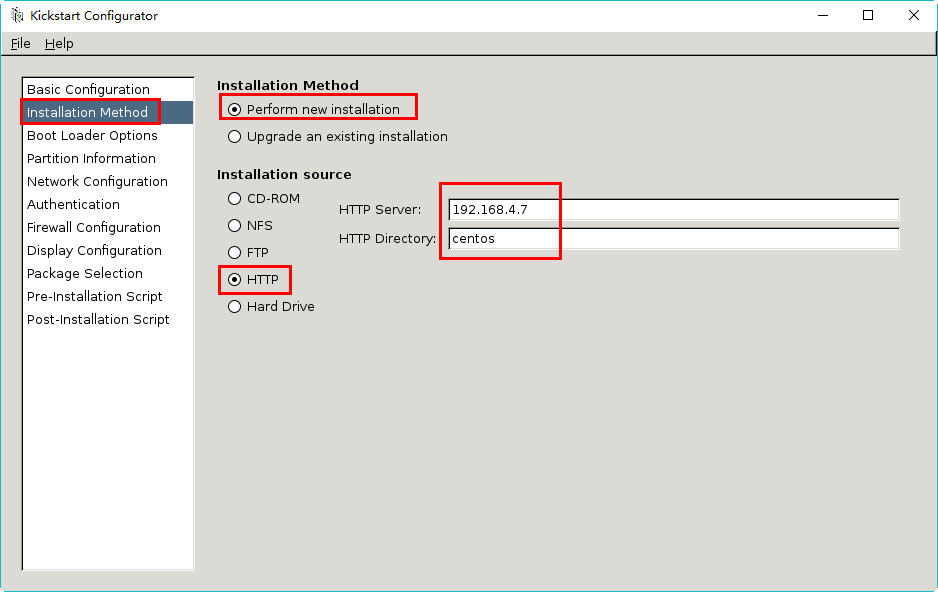 Kickstart Configurator
File Help
Basic Configuration
Installation Method
Boot Loader Options
Partition Information
Network Configuration
Authentication
Firewall Configuration
Display Configuration
Package Selection
Pre-Installation Script
Post-Installation Script
Installation Method
Perform new installation
Upgrade an existing installation
Installation source
CD-ROM
NFS
FTP
HTTP
Hard Drive
HTTP Server: 192.168.4.7
HTTP Directory: centos